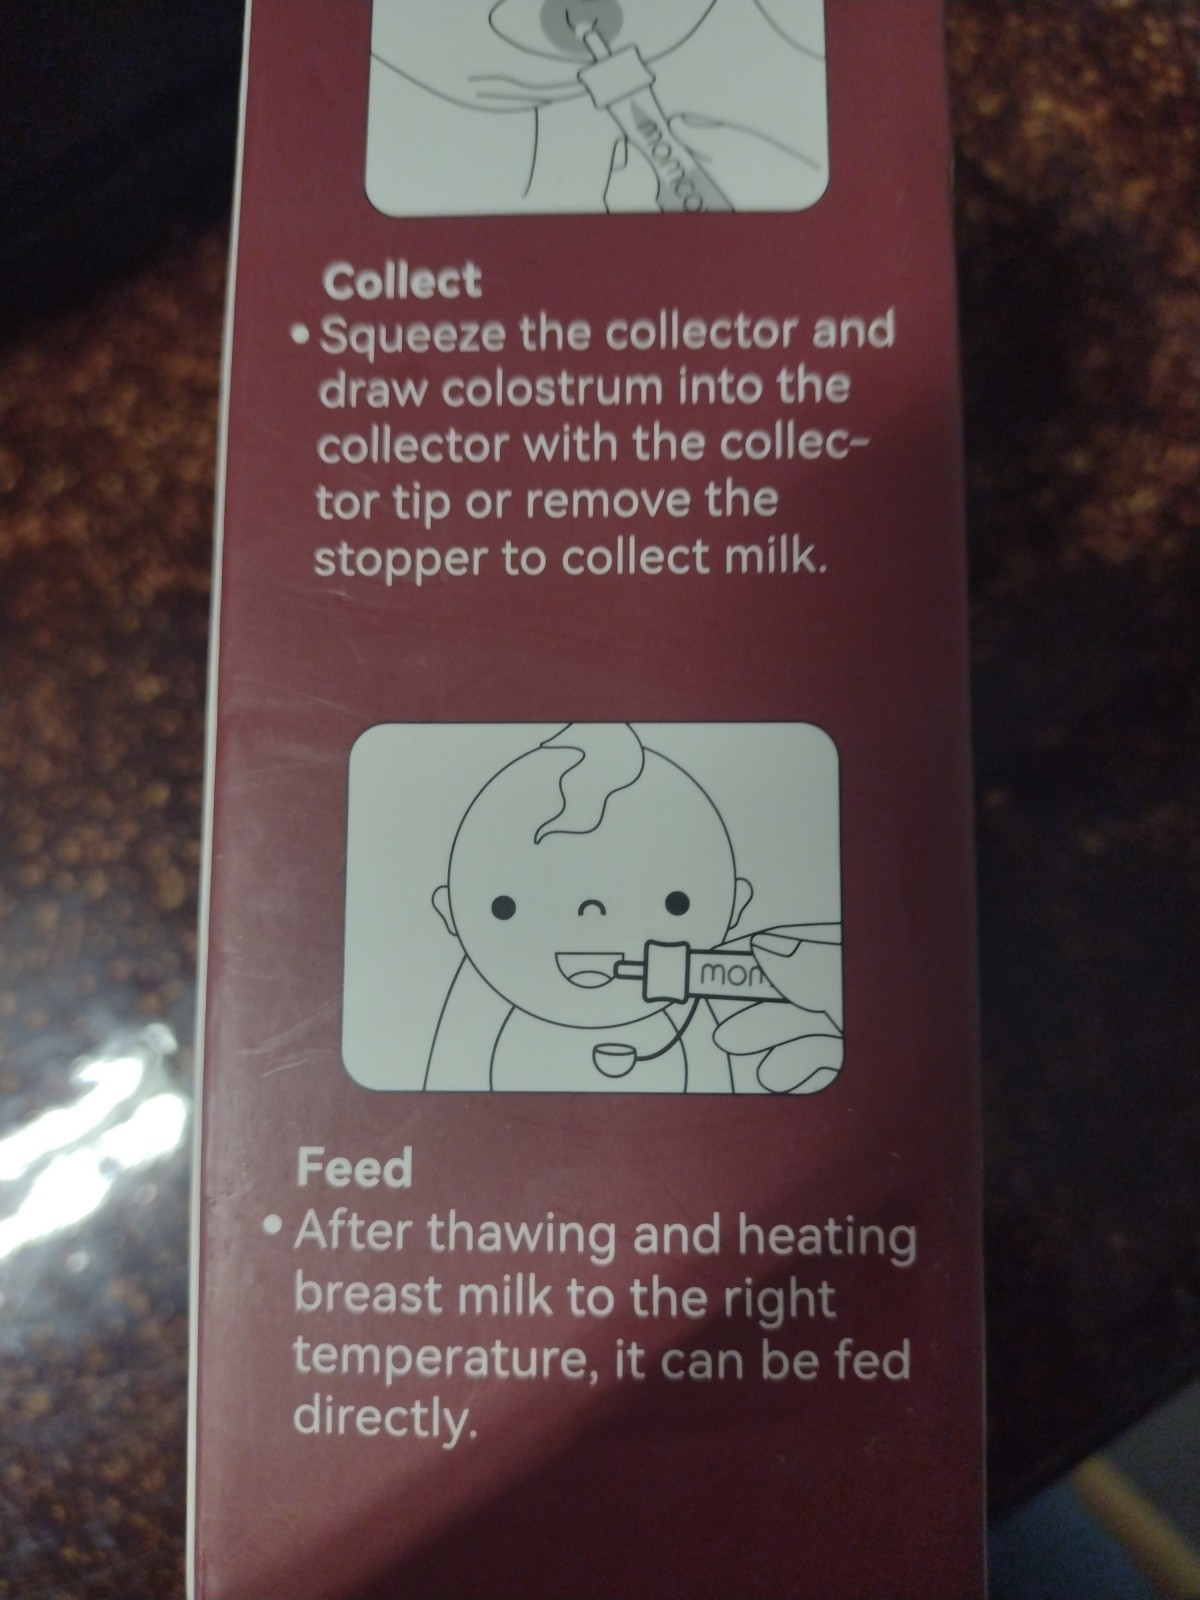 momco
Collect
• Squeeze the collector and
draw colostrum into the
collector with the collec-
tor tip or remove the
stopper to collect milk.
mom
Feed
• After thawing and heating
breast milk to the right
temperature, it can be fed
directly.